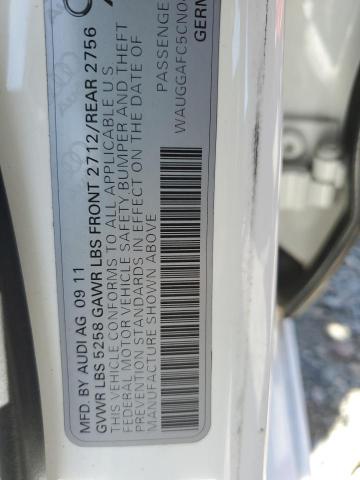 MFD. BY AUDI AG 09 11
GVWR LBS 5258 GAWR LBS FRONT 2712/REAR 2756
THIS VEHICLE CONFORMS TO ALL APPLICABLE U S
FEDERAL MOTOR VEHICLE SAFETY, BUMPER AND THEFT
PREVENTION STANDARDS IN EFFECT ON THE DATE OF
MANUFACTURE SHOWN ABOVE
WAUGGAFC5CN0
PASSENGE
GERN